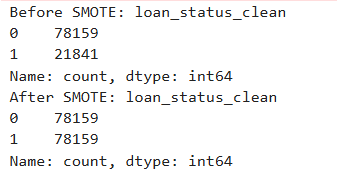 Before SMOTE: loan_status_clean
0    78159
1    21841
Name: count, dtype: int64
After SMOTE: loan_status_clean
0    78159
1    78159
Name: count, dtype: int64